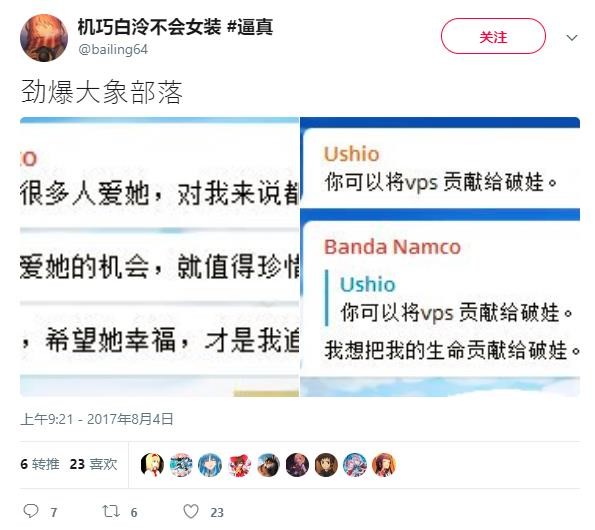 机巧白泠不会女装 #逼真
@bailing64
关注
劲爆大象部落
o
很多人爱她，对我来说都
爱她的机会，就值得珍惜
，希望她幸福，才是我追
Ushio
你可以将vps 贡献给破娃。
Banda Namco
Ushio
你可以将vps 贡献给破娃。
我想把我的生命贡献给破娃。
上午9:21 - 2017年8月4日
6 转推 23 喜欢
7 6 23